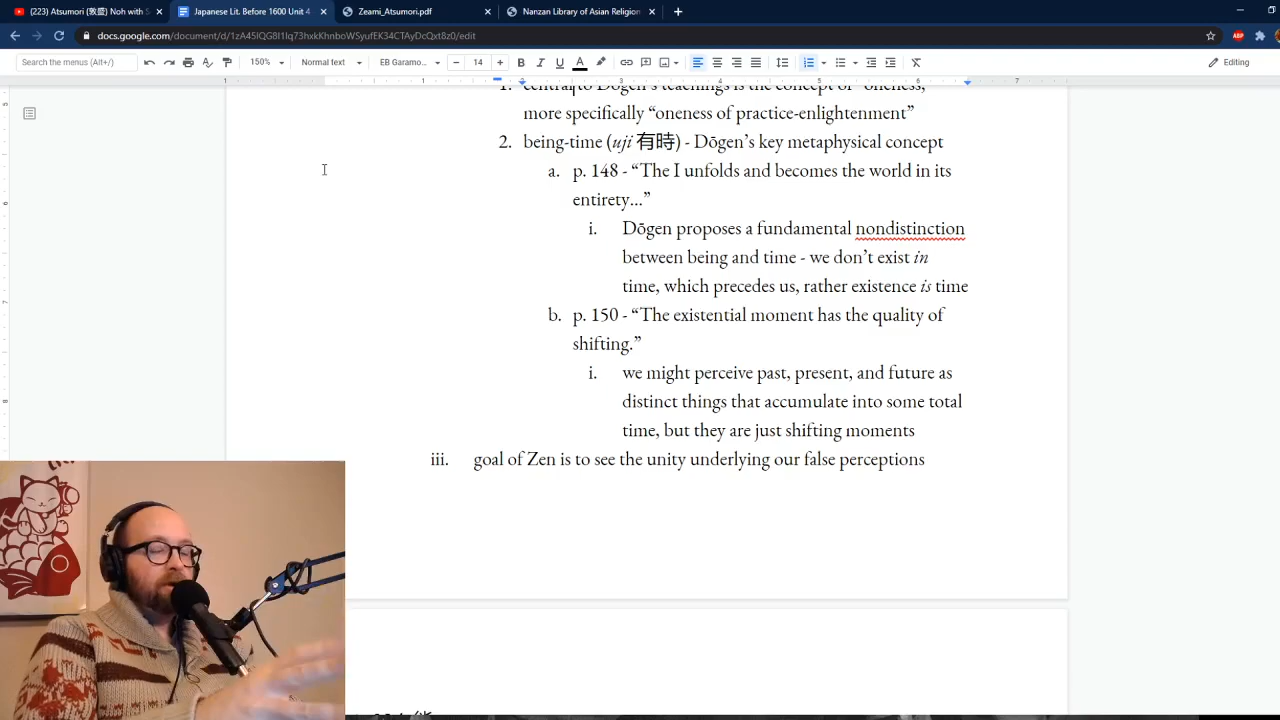 (223) Atsumori (敦盛) Noh with S
Japanese Lit. Before 1600 Unit 4
Zeami_Atsumori.pdf
Nanzan Library of Asian Religion
docs.google.com/document/d/1zA45IQG8I1Iq73hxkKhnboWSyufEK34CTAyDcQxt8z0/edit
Search the menus (Alt+/)
150%
Normal text
EB Garamo...
14
Editing
1. central to Dōgen's teachings is the concept of “oneness,”
more specifically “oneness of practice-enlightenment”
2. being-time (uji 有時) - Dōgen’s key metaphysical concept
a. p. 148 - “The I unfolds and becomes the world in its
entirety...”
i. Dōgen proposes a fundamental nondistinction
between being and time - we don’t exist in
time, which precedes us, rather existence is time
b. p. 150 - “The existential moment has the quality of
shifting.”
i. we might perceive past, present, and future as
distinct things that accumulate into some total
time, but they are just shifting moments
iii. goal of Zen is to see the unity underlying our false perceptions